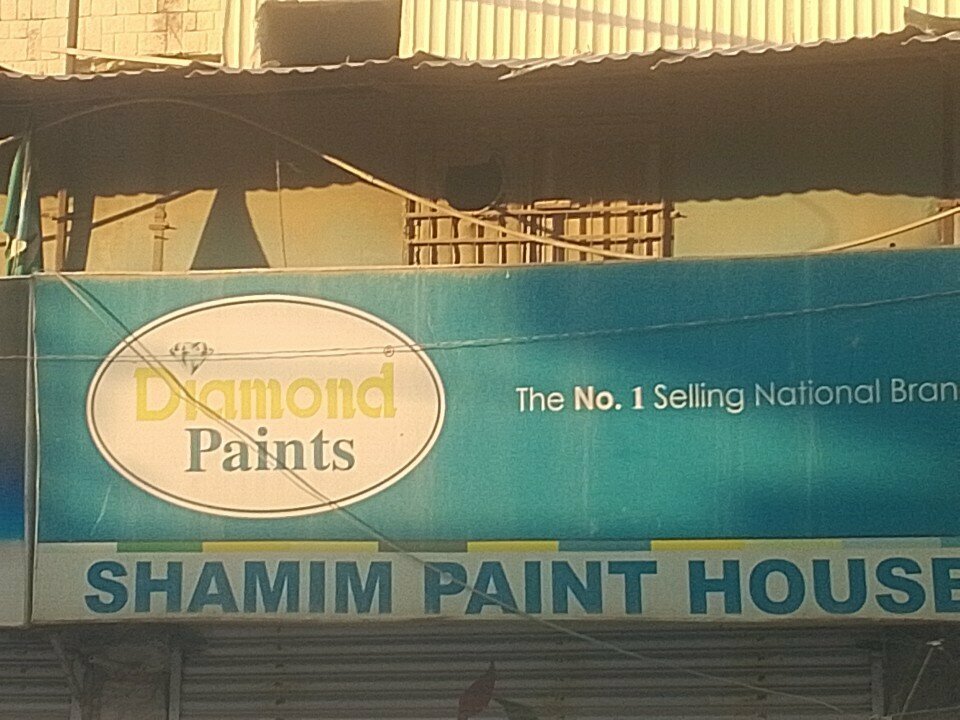 Diamond ®
Paints
The No. 1 Selling National Bran
SHAMIM PAINT HOUSE